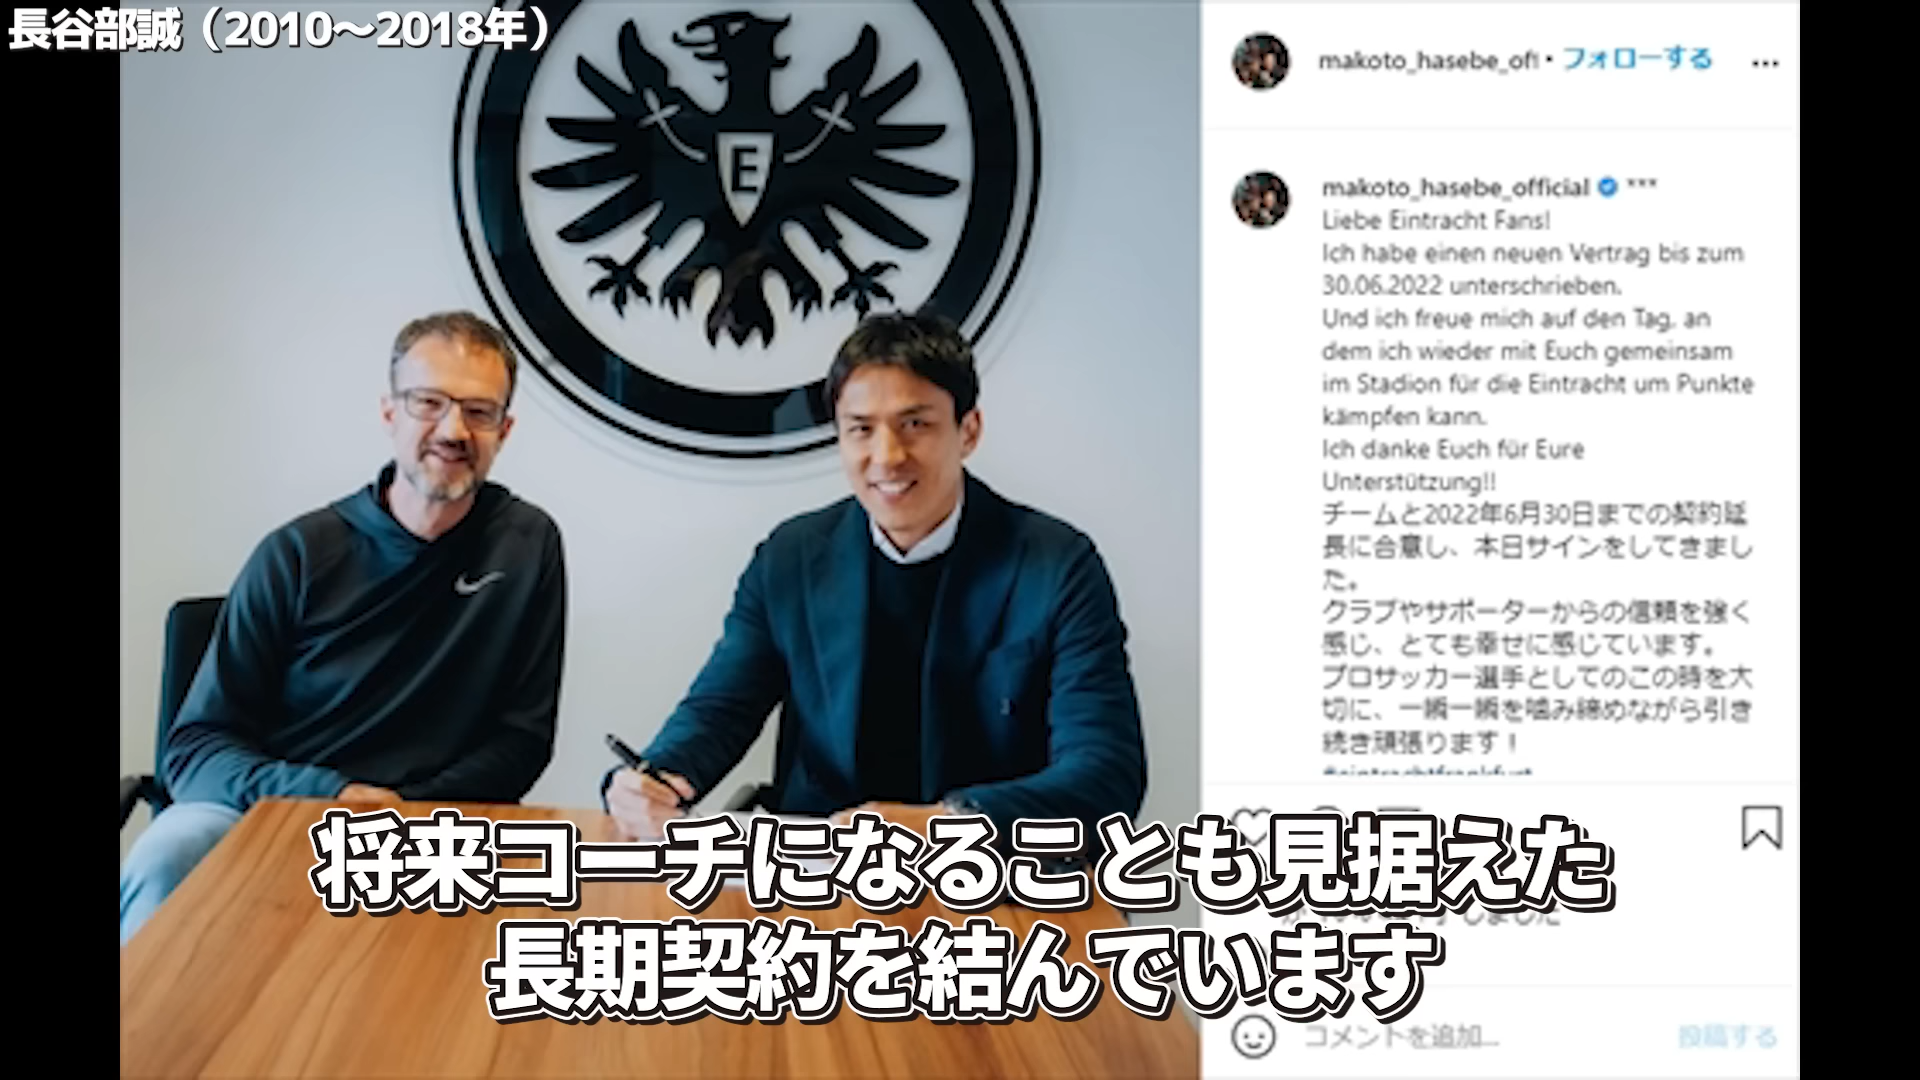 長谷部誠（2010〜2018年）
E
makoto_hasebe_of • フォローする ...
makoto_hasebe_official ***
Liebe Eintracht Fans!
Ich habe einen neuen Vertrag bis zum
30.06.2022 unterschrieben.
Und ich freue mich auf den Tag, an
dem ich wieder mit Euch gemeinsam
im Stadion für die Eintracht um Punkte
kämpfen kann.
Ich danke Euch für Eure
Unterstützung!!
チームと2022年6月30日までの契約延
長に合意し、本日サインをしてきまし
た。
クラブやサポーターからの信頼を強く
感じ、とても幸せに感じています。
プロサッカー選手としてのこの時を大
切に、一瞬一瞬を噛み締めながら引き
続き頑張ります！
#eintrachtfrankfurt
将来コーチになることも見据えた
しました
長期契約を結んでいます
コメントを追加... 投稿する